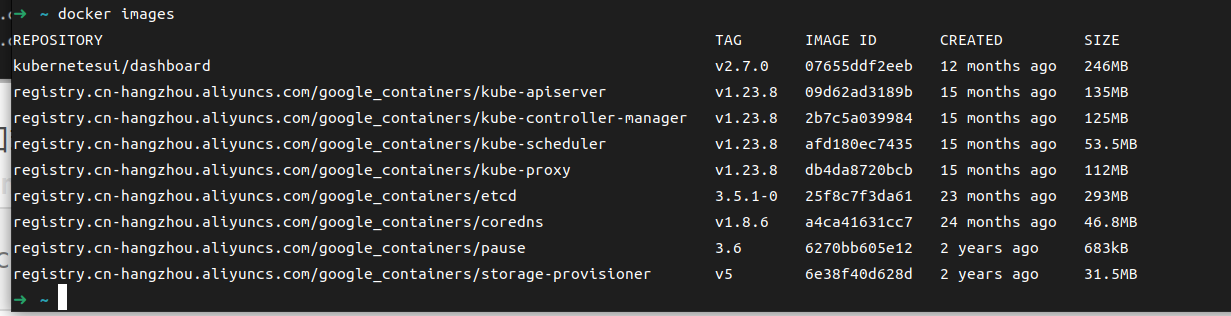 ➜ ~ docker images
REPOSITORY TAG IMAGE ID CREATED SIZE
kubernetesui/dashboard v2.7.0 07655ddf2eeb 12 months ago 246MB
registry.cn-hangzhou.aliyuncs.com/google_containers/kube-apiserver v1.23.8 09d62ad3189b 15 months ago 135MB
registry.cn-hangzhou.aliyuncs.com/google_containers/kube-controller-manager v1.23.8 2b7c5a039984 15 months ago 125MB
registry.cn-hangzhou.aliyuncs.com/google_containers/kube-scheduler v1.23.8 afd180ec7435 15 months ago 53.5MB
registry.cn-hangzhou.aliyuncs.com/google_containers/kube-proxy v1.23.8 db4da8720bcb 15 months ago 112MB
registry.cn-hangzhou.aliyuncs.com/google_containers/etcd 3.5.1-0 25f8c7f3da61 23 months ago 293MB
registry.cn-hangzhou.aliyuncs.com/google_containers/coredns v1.8.6 a4ca41631cc7 24 months ago 46.8MB
registry.cn-hangzhou.aliyuncs.com/google_containers/pause 3.6 6270bb605e12 2 years ago 683kB
registry.cn-hangzhou.aliyuncs.com/google_containers/storage-provisioner v5 6e38f40d628d 2 years ago 31.5MB
➜ ~